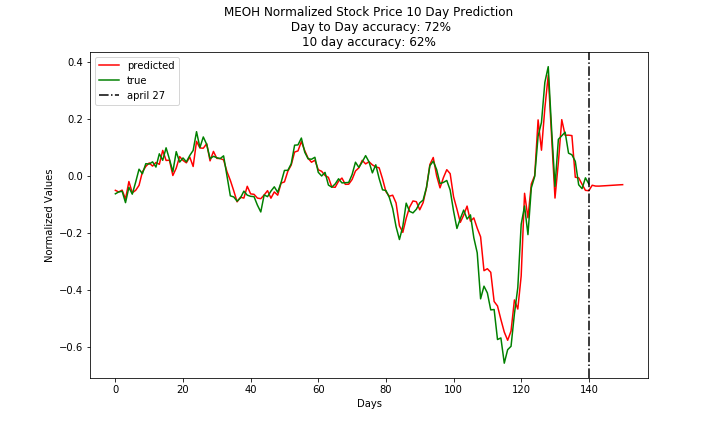 MEOH Normalized Stock Price 10 Day Prediction
Day to Day accuracy: 72%
10 day accuracy: 62%
predicted
true
april 27
Normalized Values
0.4
0.2
0.0
−0.2
−0.4
−0.6
0 20 40 60 80 100 120 140
Days